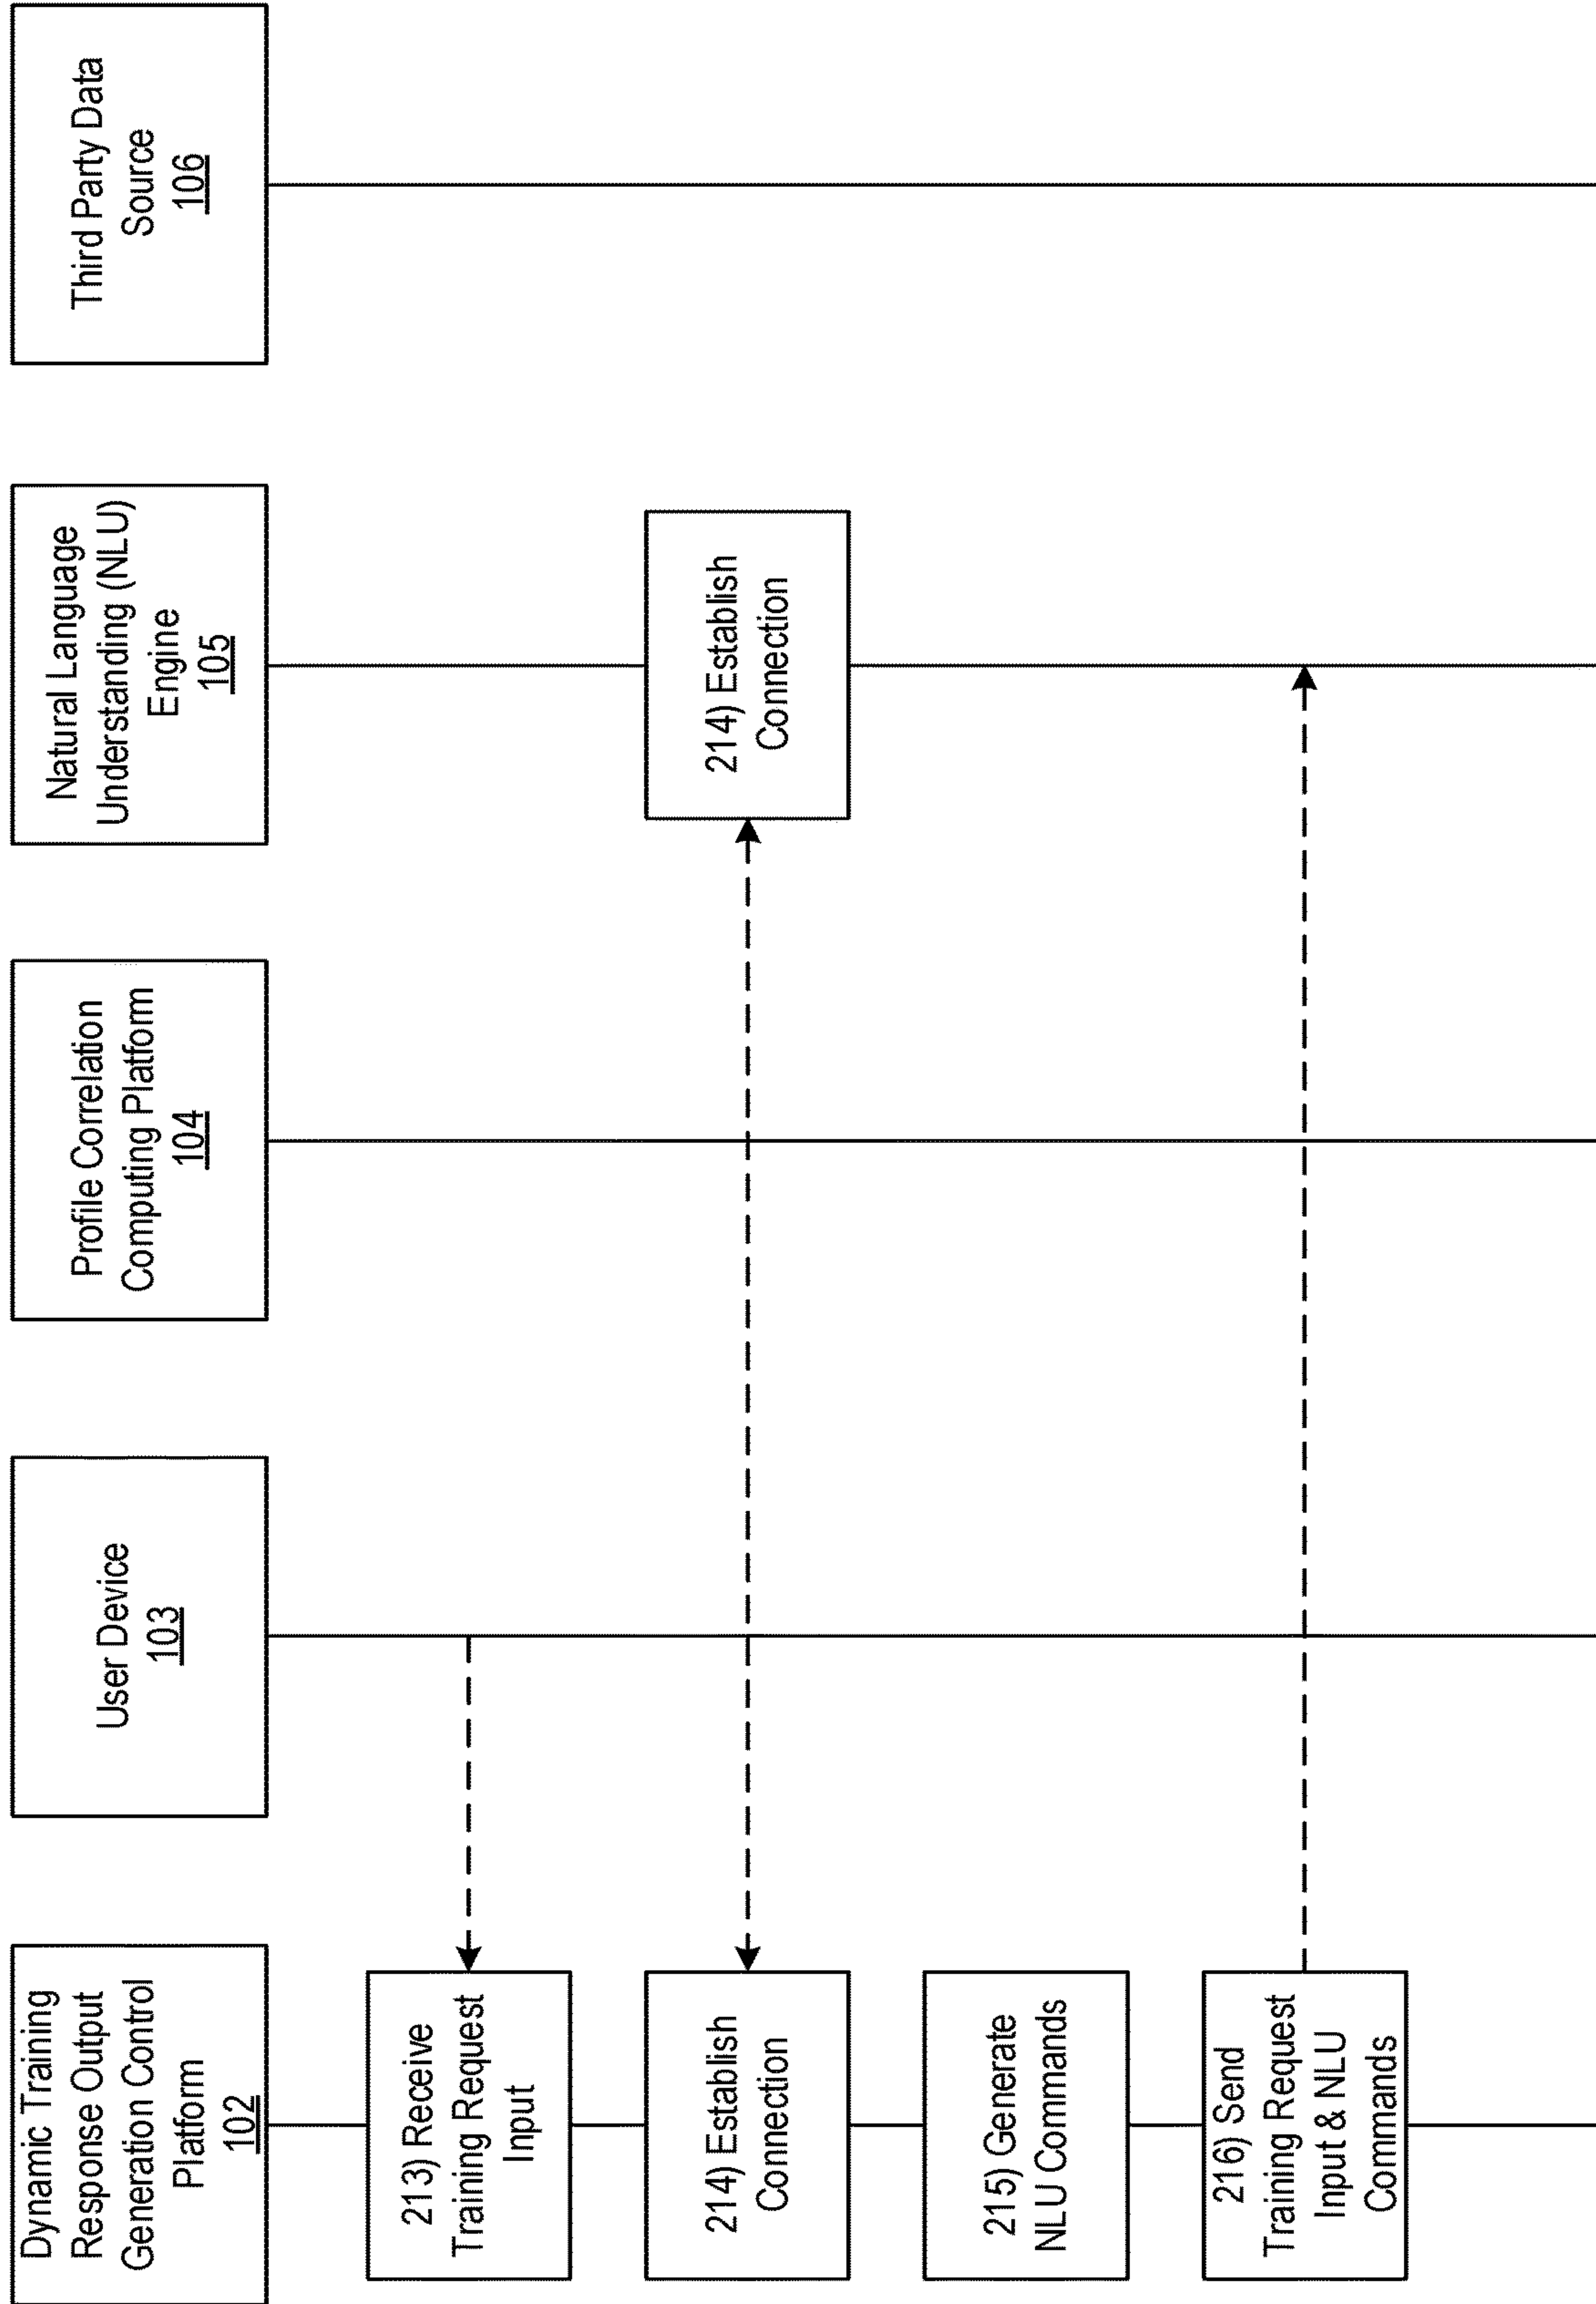 Dynamic Training
Response Output
Generation Control
Platform
102
User Device
103
Profile Correlation
Computing Platform
104
Natural Language
Understanding (NLU)
Engine
105
Third Party Data
Source
106
213) Receive
Training Request
Input
214) Establish
Connection
214) Establish
Connection
215) Generate
NLU Commands
216) Send
Training Request
Input & NLU
Commands